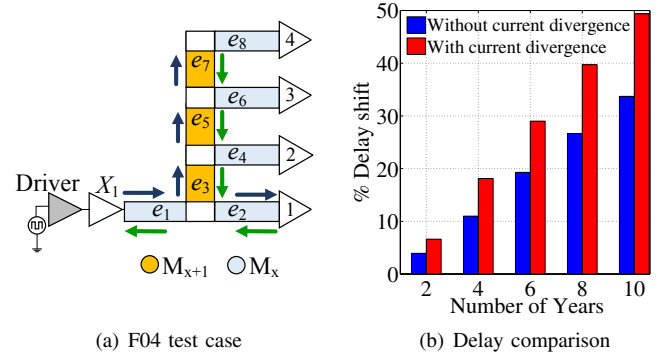 e8
4
e7
e6
3
e5
e4
2
e3
Driver
X1
e1
e2
1
Mx+1
Mx
(a) F04 test case
50
40
30
20
10
0
% Delay shift
Without current divergence
With current divergence
2 4 6 8 10
Number of Years
(b) Delay comparison